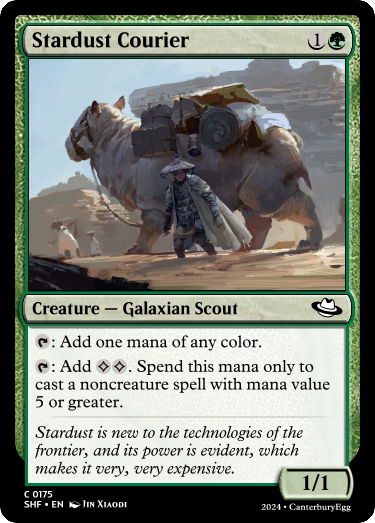 Stardust Courier 1
Creature — Galaxian Scout
: Add one mana of any color.
: Add . Spend this mana only to
cast a noncreature spell with mana value
5 or greater.
Stardust is new to the technologies of the
frontier, and its power is evident, which
makes it very, very expensive.
1/1
C 0175
SHF • EN Jin Xiaodi
2024 • CanterburyEgg